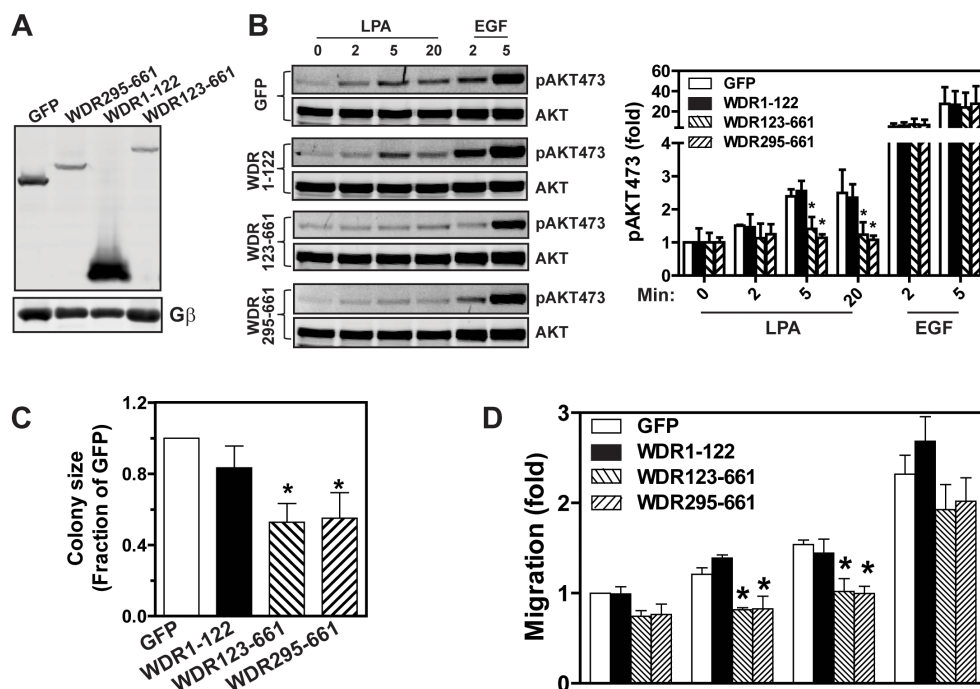 A
GFP
WDR295-661
WDR1-122
WDR123-661
Gβ
B
LPA EGF
0 2 5 20 2 5
GFP
pAKT473
AKT
WDR
1-122
pAKT473
AKT
WDR
123-661
pAKT473
AKT
WDR
295-661
pAKT473
AKT
pAKT473 (fold)
60
40
20
4
3
2
1
0
GFP
WDR1-122
WDR123-661
WDR295-661
* * * *
Min: 0 2 5 20 2 5
LPA EGF
C
Colony size
(Fraction of GFP)
1.2
0.8
0.4
0.0
* *
GFP
WDR1-122
WDR123-661
WDR295-661
D
Migration (fold)
3
2
1
0
GFP
WDR1-122
WDR123-661
WDR295-661
* * * *